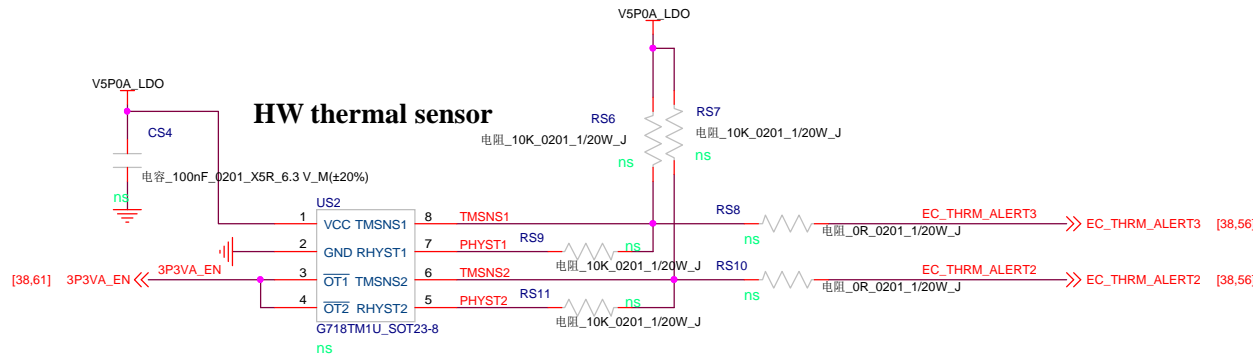 V5P0A_LDO
V5P0A_LDO
HW thermal sensor
RS6
RS7
CS4
电阻_10K_0201_1/20W_J
电阻_10K_0201_1/20W_J
ns
ns
电容_100nF_0201_X5R_6.3 V_M(±20%)
ns
US2
1 VCC TMSNS1 8 TMSNS1
RS8
EC_THRM_ALERT3
EC_THRM_ALERT3 [38,56]
ns
电阻_0R_0201_1/20W_J
2 GND RHYST1 7 PHYST1
RS9
电阻_10K_0201_1/20W_J
[38,61] 3P3VA_EN
3P3VA_EN
3 OT1 TMSNS2 6 TMSNS2
RS10
EC_THRM_ALERT2
EC_THRM_ALERT2 [38,56]
ns
ns
电阻_0R_0201_1/20W_J
4 OT2 RHYST2 5 PHYST2
RS11
电阻_10K_0201_1/20W_J
G718TM1U_SOT23-8
ns